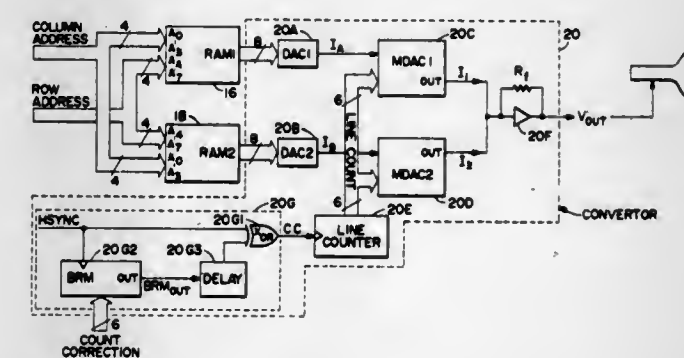 COLUMN
ADDRESS
4
A0
A3
A4
A7
RAM1
16
8
20A
DAC1
IA
20C
MDAC1
OUT
I1
20
Rf
20F
VOUT
ROW
ADDRESS
4
4
4
18
A4
A7
A0
A3
RAM2
8
20B
DAC2
IB
6
LINE COUNT
6
MDAC2
OUT
I2
20D
20E
LINE
COUNTER
CONVERTOR
20G
HSYNC
20G1
XOR
CC
20G2
BRM
OUT
BRMOUT
20G3
DELAY
6
COUNT
CORRECTION